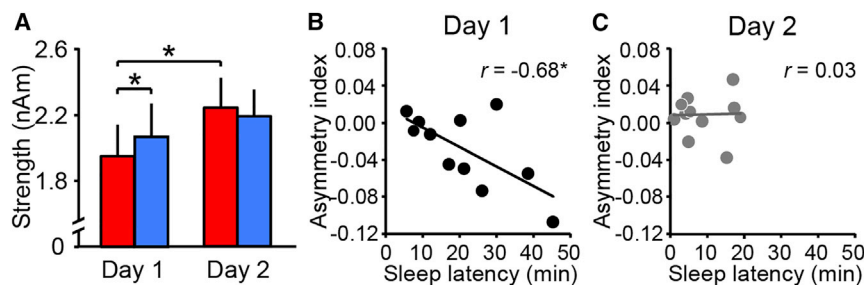 A
Strength (nAm)
2.6
2.2
1.8
0
*
*
Day 1
Day 2
B
Day 1
Asymmetry index
0.08
0.04
0.00
-0.04
-0.08
-0.12
r = -0.68*
0
10
20
30
40
50
Sleep latency (min)
C
Day 2
Asymmetry index
0.08
0.04
0.00
-0.04
-0.08
-0.12
r = 0.03
0
10
20
30
40
50
Sleep latency (min)